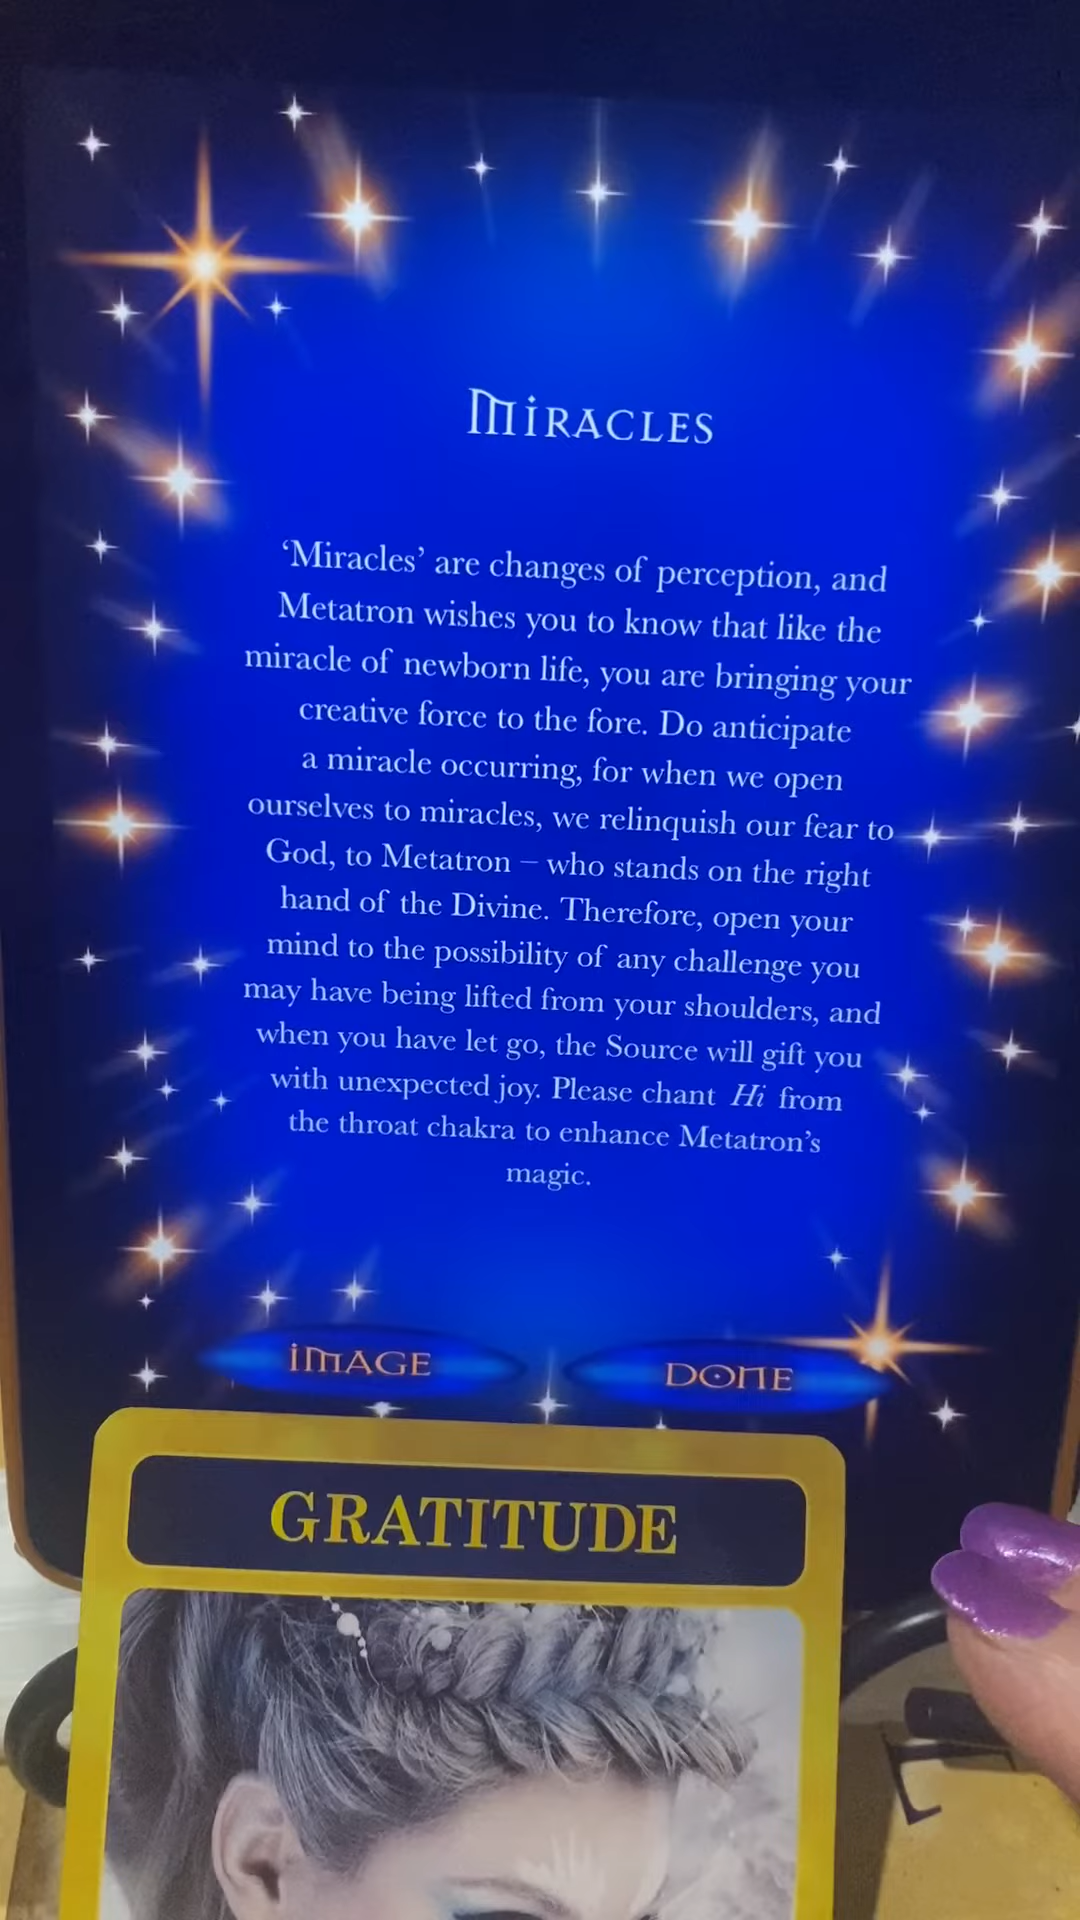 Miracles
‘Miracles’ are changes of perception, and
Metatron wishes you to know that like the
miracle of newborn life, you are bringing your
creative force to the fore. Do anticipate
a miracle occurring, for when we open
ourselves to miracles, we relinquish our fear to
God, to Metatron – who stands on the right
hand of the Divine. Therefore, open your
mind to the possibility of any challenge you
may have being lifted from your shoulders, and
when you have let go, the Source will gift you
with unexpected joy. Please chant Hi from
the throat chakra to enhance Metatron’s
magic.
IMAGE
DONE
GRATITUDE